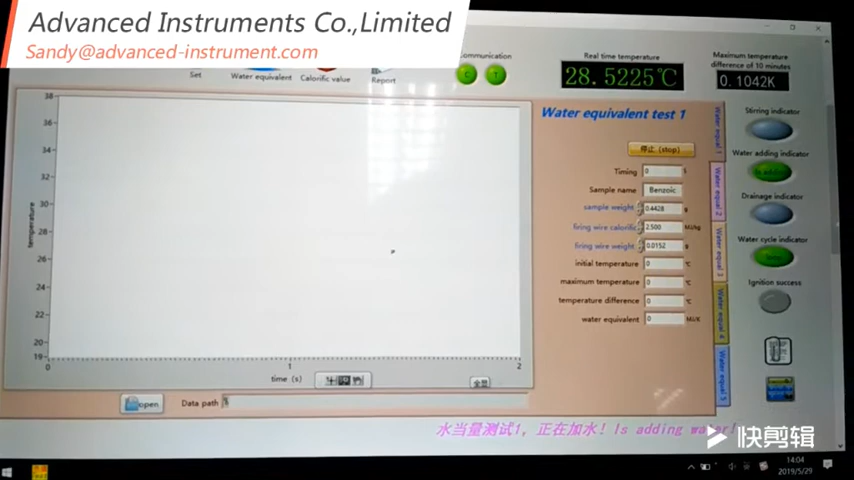 Advanced Instruments Co.,Limited
Sandy@advanced-instrument.com
Set
Water equivalent
Calorific value
Report
Real time temperature
28.5225℃
Maximum temperature
difference of 10 minutes
0.1042K
Water equivalent test 1
停止 (stop)
Timing 0 S
Sample name Benzoic
sample weight 0.4428 g
firing wire calorific 2.500 MJ/kg
firing wire weight 0.0152 g
initial temperature 0 ℃
maximum temperature 0 ℃
temperature difference 0 ℃
water equivalent 0 MJ/K
Water equal 1
Water equal 2
Water equal 3
Water equal 4
Water equal 5
Stirring indicator
Water adding indicator
Is adding
Drainage indicator
Water cycle indicator
Ignition success
38
36
34
32
30
28
26
24
22
20
19
temperature
0
1
2
time (s)
全显
open
Data path
水当量测试1, 正在加水! Is adding water!
快剪辑
14:04
2019/5/29